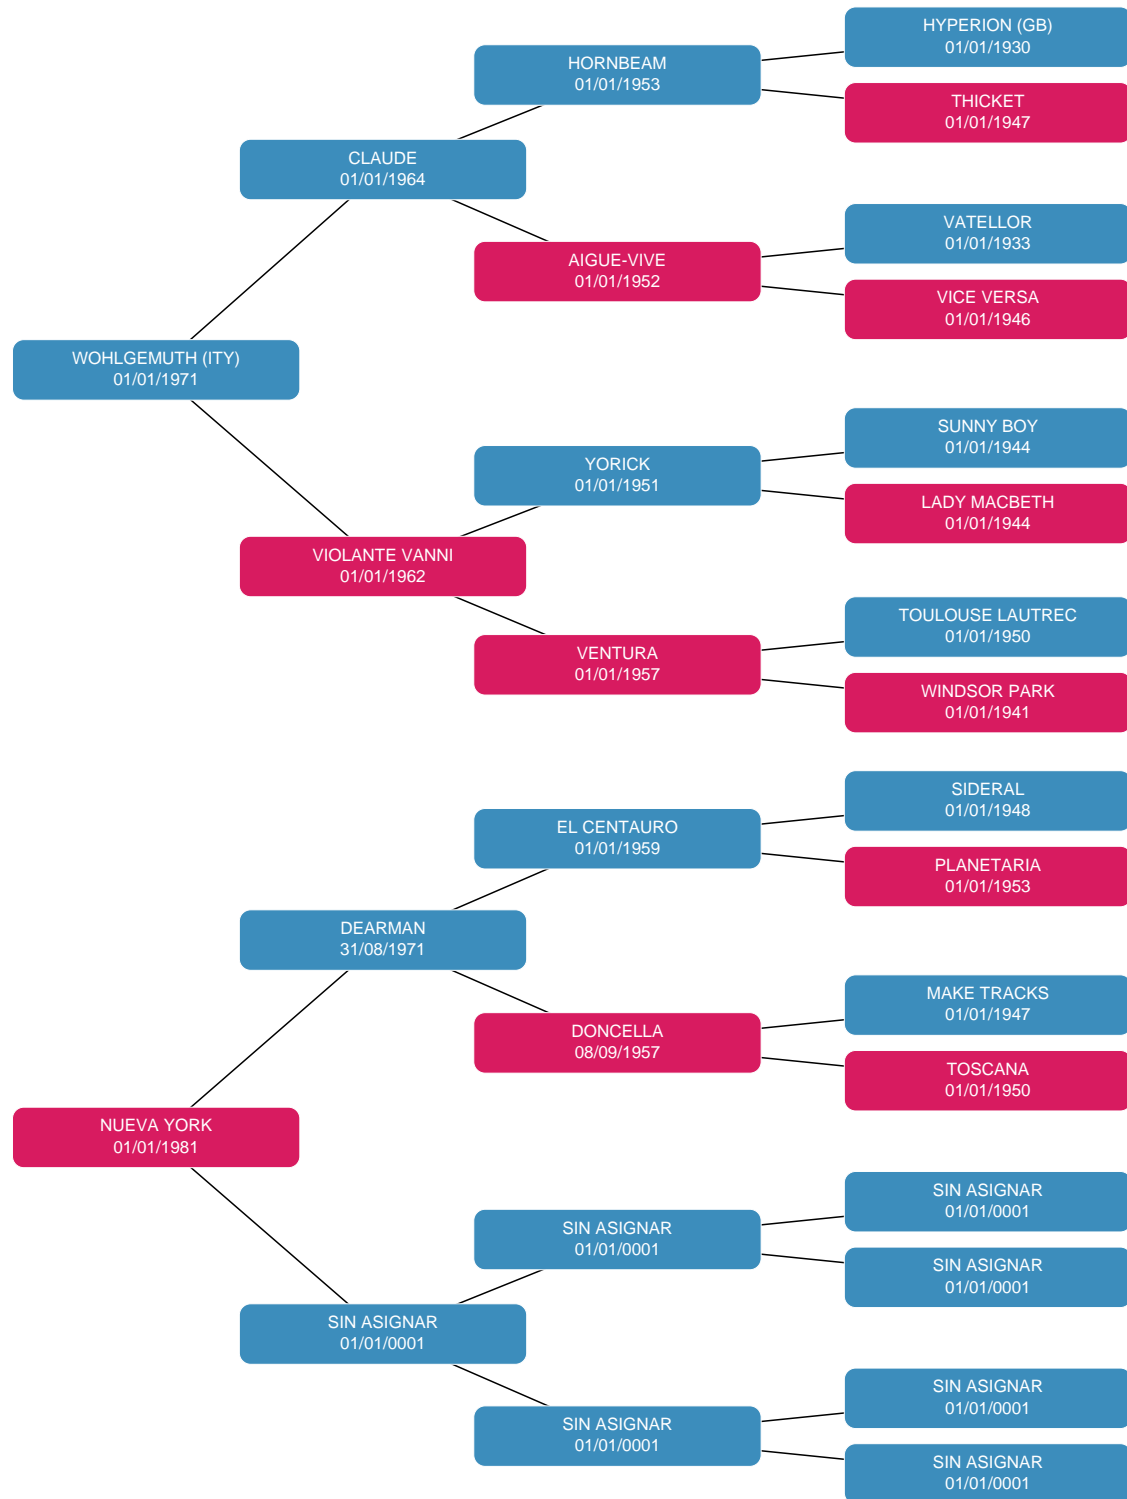 HYPERION (GB)
01/01/1930
HORNBEAM
01/01/1953
THICKET
01/01/1947
CLAUDE
01/01/1964
VATELLOR
01/01/1933
AIGUE-VIVE
01/01/1952
VICE VERSA
01/01/1946
WOHLGEMUTH (ITY)
01/01/1971
SUNNY BOY
01/01/1944
YORICK
01/01/1951
LADY MACBETH
01/01/1944
VIOLANTE VANNI
01/01/1962
TOULOUSE LAUTREC
01/01/1950
VENTURA
01/01/1957
WINDSOR PARK
01/01/1941
SIDERAL
01/01/1948
EL CENTAURO
01/01/1959
PLANETARIA
01/01/1953
DEARMAN
31/08/1971
MAKE TRACKS
01/01/1947
DONCELLA
08/09/1957
TOSCANA
01/01/1950
NUEVA YORK
01/01/1981
SIN ASIGNAR
01/01/0001
SIN ASIGNAR
01/01/0001
SIN ASIGNAR
01/01/0001
SIN ASIGNAR
01/01/0001
SIN ASIGNAR
01/01/0001
SIN ASIGNAR
01/01/0001
SIN ASIGNAR
01/01/0001